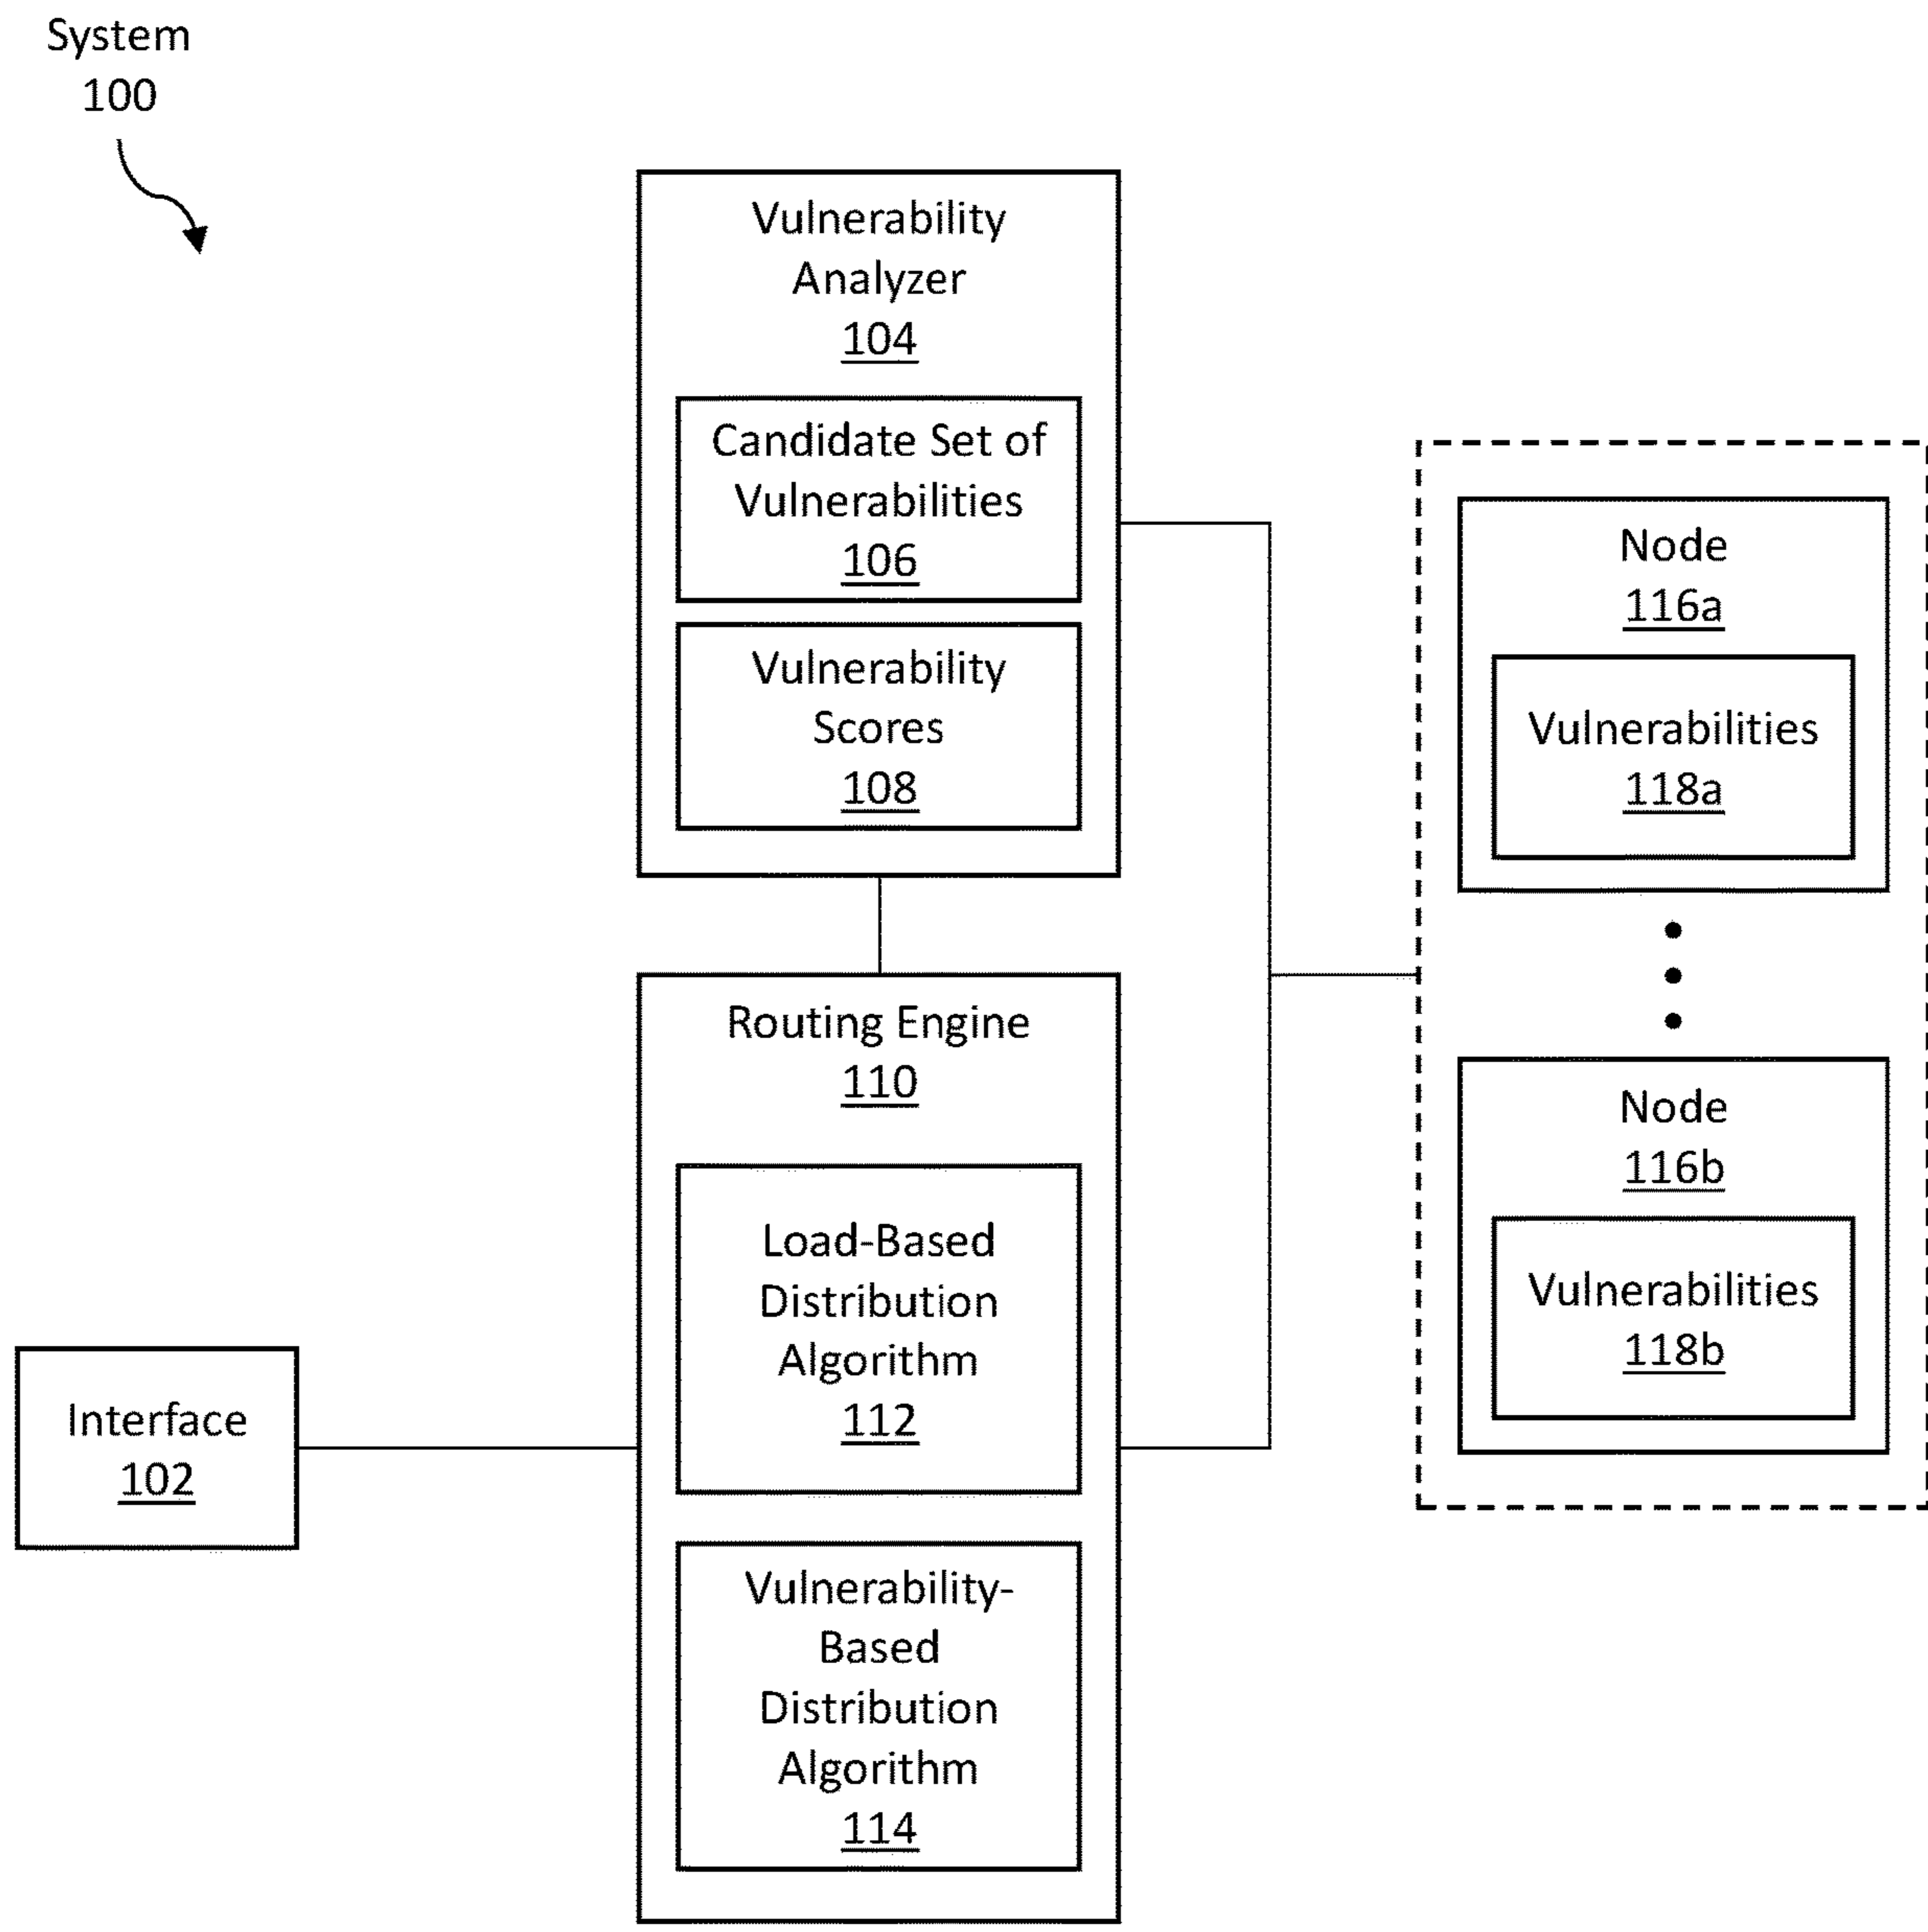 System
100
Vulnerability
Analyzer
104
Candidate Set of
Vulnerabilities
106
Vulnerability
Scores
108
Routing Engine
110
Load-Based
Distribution
Algorithm
112
Vulnerability-
Based
Distribution
Algorithm
114
Interface
102
Node
116a
Vulnerabilities
118a
Node
116b
Vulnerabilities
118b